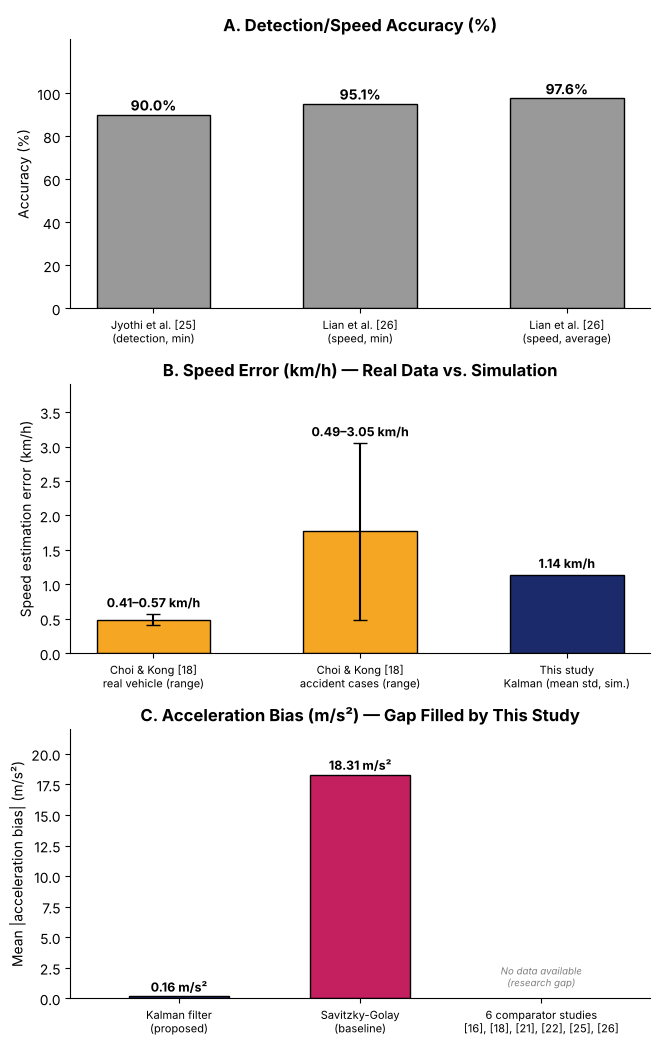 A. Detection/Speed Accuracy (%)
Accuracy (%)
100
80
60
40
20
0
90.0%
95.1%
97.6%
Jyothi et al. [25]
(detection, min)
Lian et al. [26]
(speed, min)
Lian et al. [26]
(speed, average)
B. Speed Error (km/h) — Real Data vs. Simulation
Speed estimation error (km/h)
3.5
3.0
2.5
2.0
1.5
1.0
0.5
0.0
0.41–0.57 km/h
0.49–3.05 km/h
1.14 km/h
Choi & Kong [18]
real vehicle (range)
Choi & Kong [18]
accident cases (range)
This study
Kalman (mean std, sim.)
C. Acceleration Bias (m/s²) — Gap Filled by This Study
Mean |acceleration bias| (m/s²)
20.0
17.5
15.0
12.5
10.0
7.5
5.0
2.5
0.0
0.16 m/s²
18.31 m/s²
No data available
(research gap)
Kalman filter
(proposed)
Savitzky-Golay
(baseline)
6 comparator studies
[16], [18], [21], [22], [25], [26]